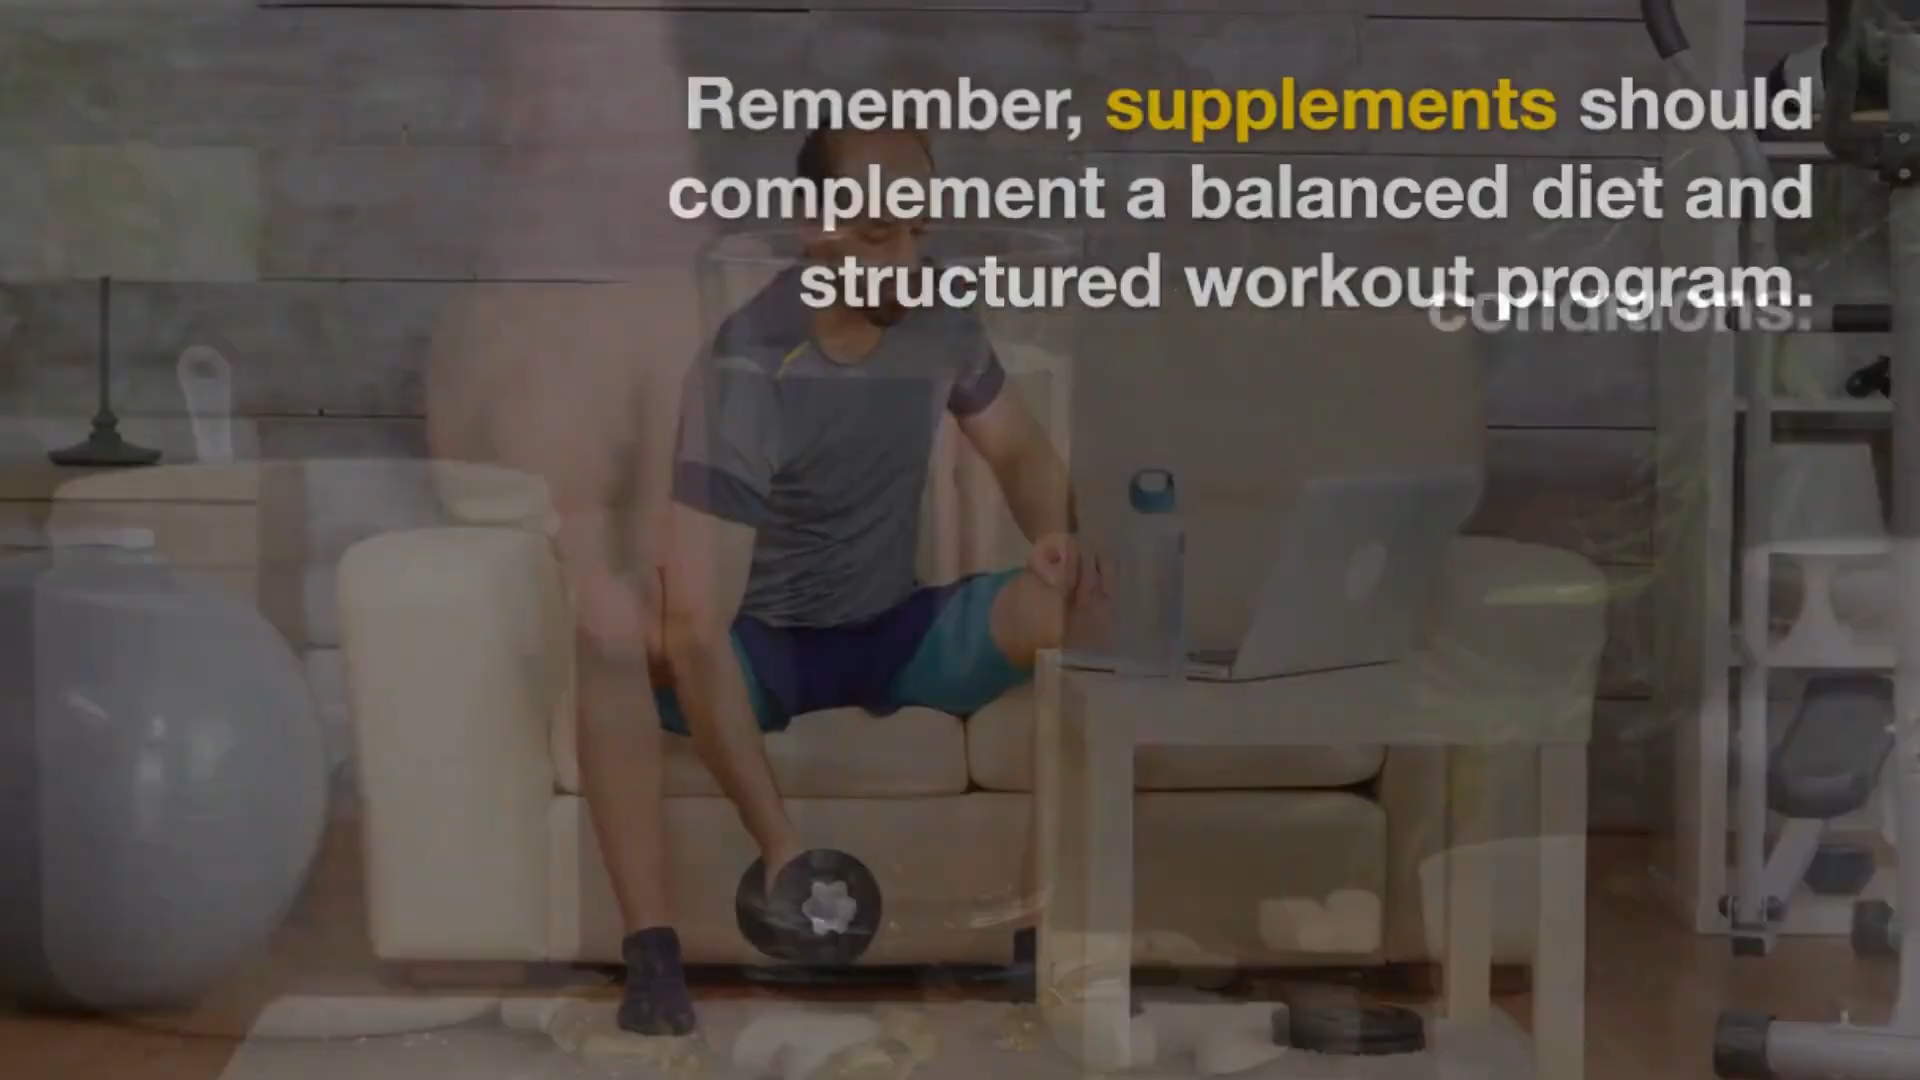 Remember, supplements should
complement a balanced diet and
structured workout program.
conditions.